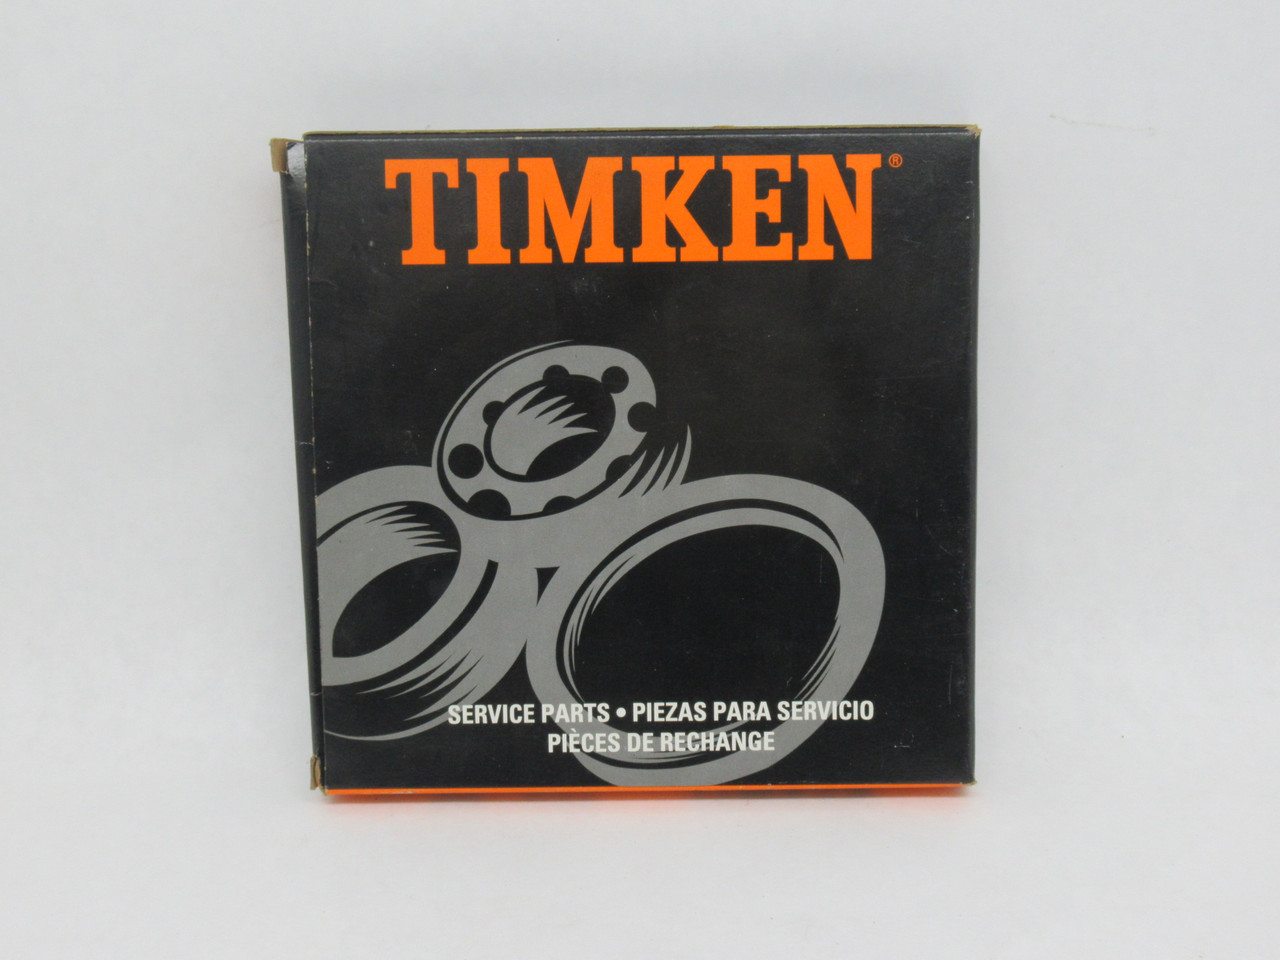 TIMKEN®
SERVICE PARTS • PIEZAS PARA SERVICIO
PIÈCES DE RECHANGE